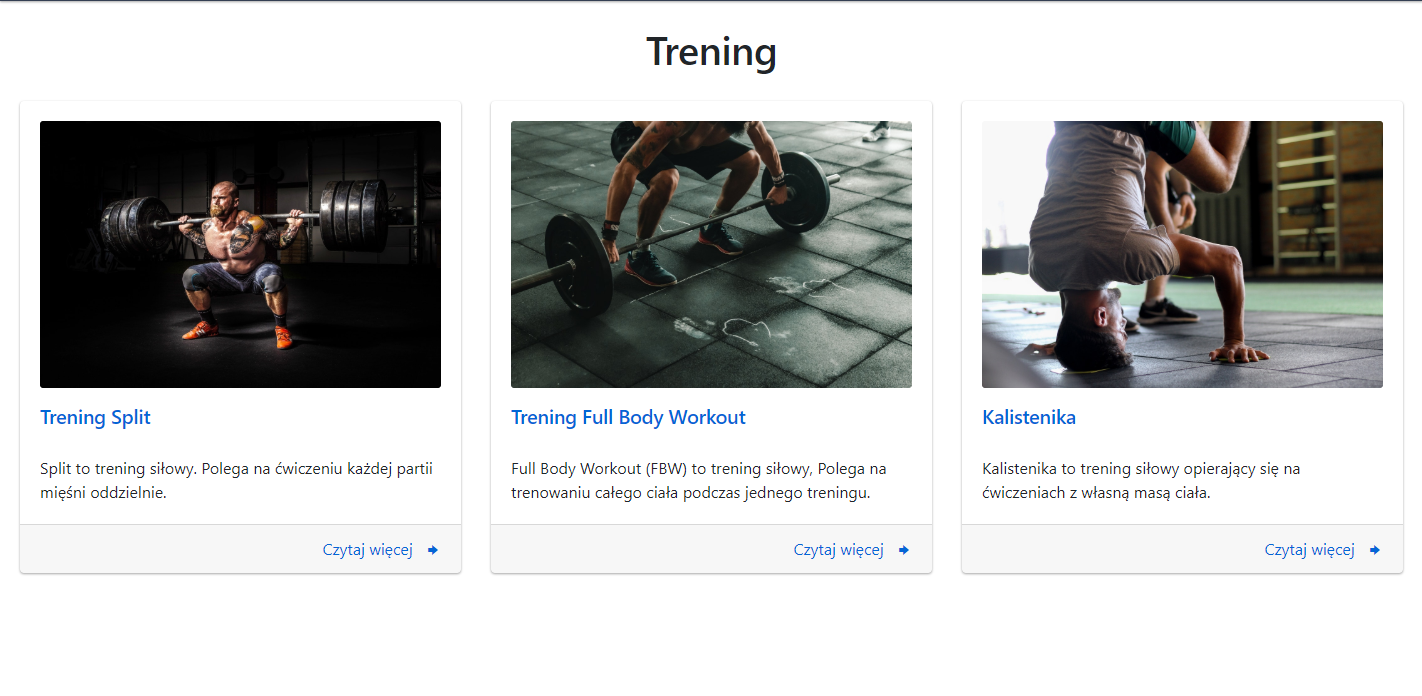 Trening
Trening Split
Split to trening siłowy. Polega na ćwiczeniu każdej partii
mięśni oddzielnie.
Czytaj więcej
Trening Full Body Workout
Full Body Workout (FBW) to trening siłowy, Polega na
trenowaniu całego ciała podczas jednego treningu.
Czytaj więcej
Kalistenika
Kalistenika to trening siłowy opierający się na
ćwiczeniach z własną masą ciała.
Czytaj więcej